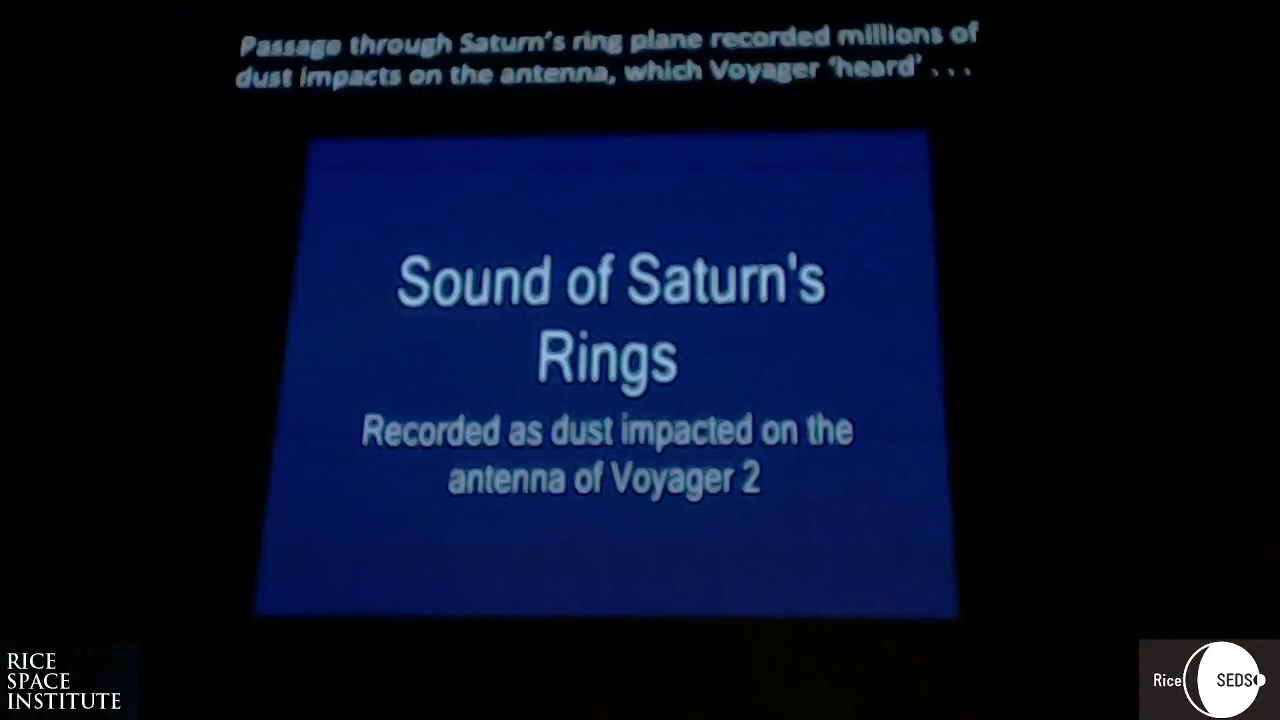 Passage through Saturn's ring plane recorded millions of
dust impacts on the antenna, which Voyager 'heard' . . .
Sound of Saturn's
Rings
Recorded as dust impacted on the
antenna of Voyager 2
RICE
SPACE
INSTITUTE
Rice SEDS